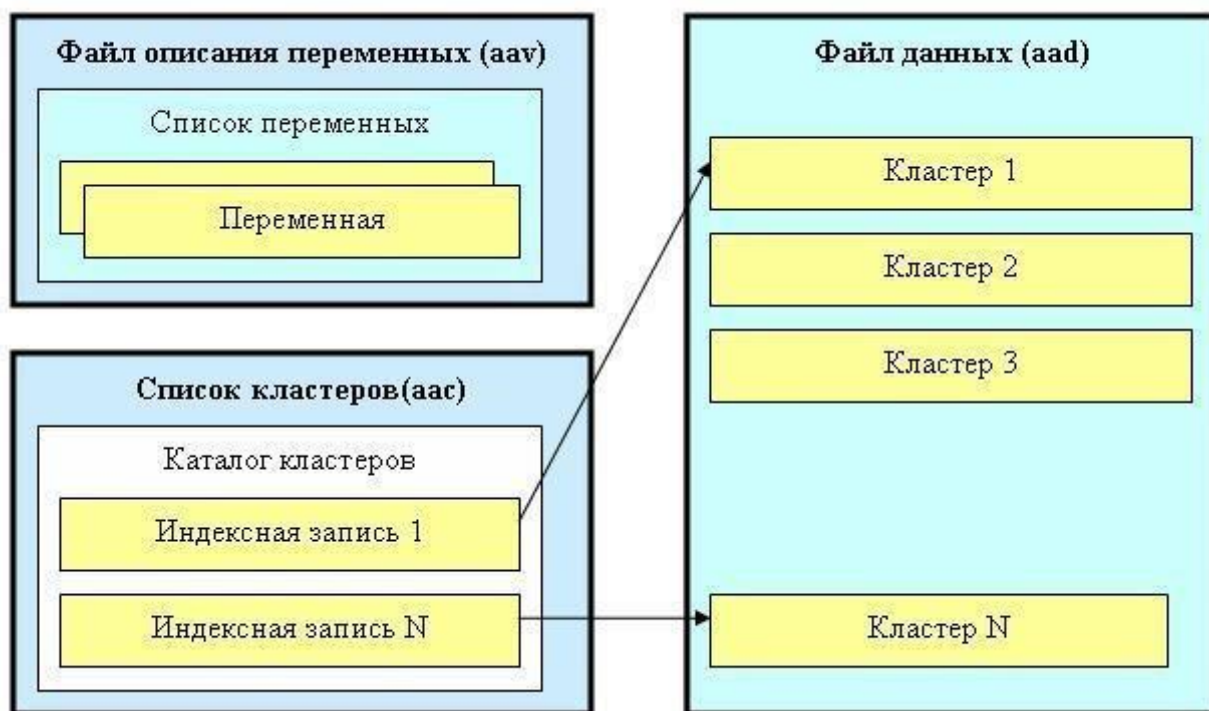 Файл описания переменных (aav)
Список переменных
Переменная
Список кластеров(aac)
Каталог кластеров
Индексная запись 1
Индексная запись N
Файл данных (aad)
Кластер 1
Кластер 2
Кластер 3
Кластер N